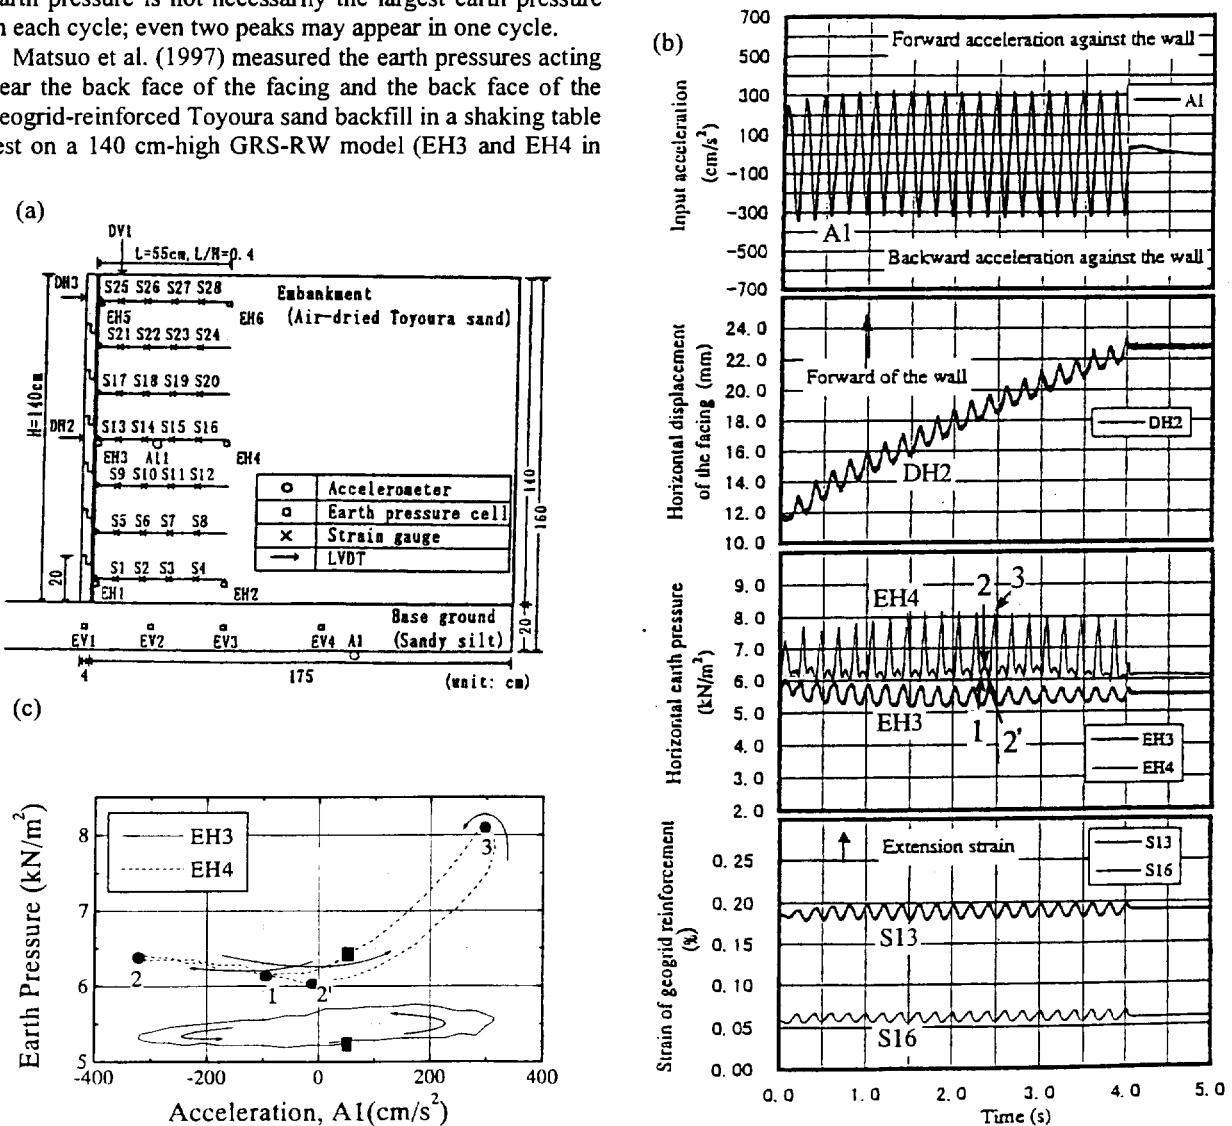 arth pressure is not necessarily the largest earth pressure
n each cycle; even two peaks may appear in one cycle.
Matsuo et al. (1997) measured the earth pressures acting
ear the back face of the facing and the back face of the
eogrid-reinforced Toyoura sand backfill in a shaking table
est on a 140 cm-high GRS-RW model (EH3 and EH4 in
(a)
DV1
L=55cm, L/H=0.4
DH3
S25 S26 S27 S28
Embankment
(Air-dried Toyoura sand)
EH5
EH6
S21 S22 S23 S24
S17 S18 S19 S20
H=140cm
DH2
S13 S14 S15 S16
EH3 A11
EH4
S9 S10 S11 S12
S5 S6 S7 S8
Accelerometer
Earth pressure cell
Strain gauge
LVDT
140
160
20
S1 S2 S3 S4
EH1
EH2
Base ground
(Sandy silt)
20
EV1 EV2 EV3 EV4 A1
4
175
(unit: cm)
(c)
EH3
EH4
8
7
6
5
Earth Pressure (kN/m²)
3
2
1
2'
-400 -200 0 200 400
Acceleration, A1(cm/s²)
(b)
700
500
300
100
-100
-300
-500
-700
Input acceleration
(cm/s²)
Forward acceleration against the wall
A1
A1
Backward acceleration against the wall
24. 0
22. 0
20. 0
18. 0
16. 0
14. 0
12. 0
10. 0
Horizontal displacement
of the facing (mm)
Forward of the wall
DH2
DH2
9. 0
8. 0
7. 0
6. 0
5. 0
4. 0
3. 0
2. 0
Horizontal earth pressure
(kN/m²)
EH4
2
3
EH3
1
2'
EH3
EH4
0. 25
0. 20
0. 15
0. 10
0. 05
0. 00
Strain of geogrid reinforcement
(%)
Extension strain
S13
S16
S13
S16
0. 0 1. 0 2. 0 3. 0 4. 0 5. 0
Time (s)